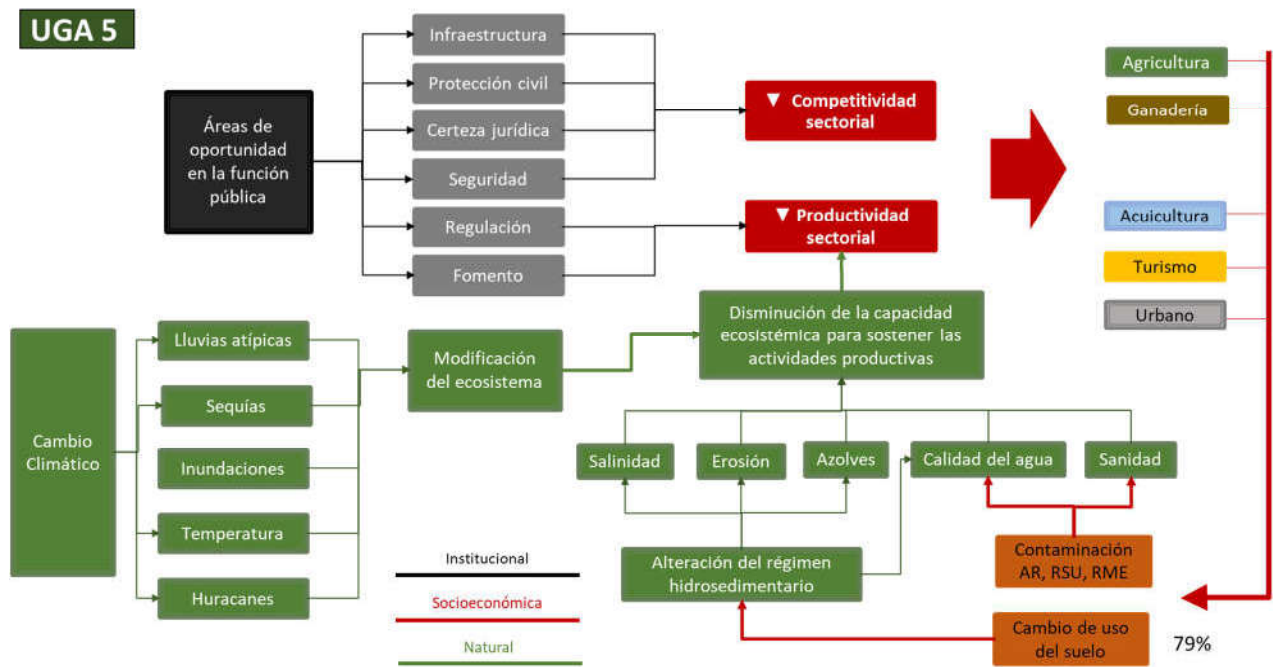 UGA 5
Áreas de
oportunidad
en la función
pública
Infraestructura
Protección civil
Certeza jurídica
Seguridad
Regulación
Fomento
▼ Competitividad
sectorial
▼ Productividad
sectorial
Agricultura
Ganadería
Acuicultura
Turismo
Urbano
Cambio
Climático
Lluvias atípicas
Sequías
Inundaciones
Temperatura
Huracanes
Modificación
del ecosistema
Disminución de la capacidad
ecosistémica para sostener las
actividades productivas
Salinidad
Erosión
Azolves
Calidad del agua
Sanidad
Alteración del régimen
hidrosedimentario
Contaminación
AR, RSU, RME
Cambio de uso
del suelo
79%
Institucional
Socioeconómica
Natural